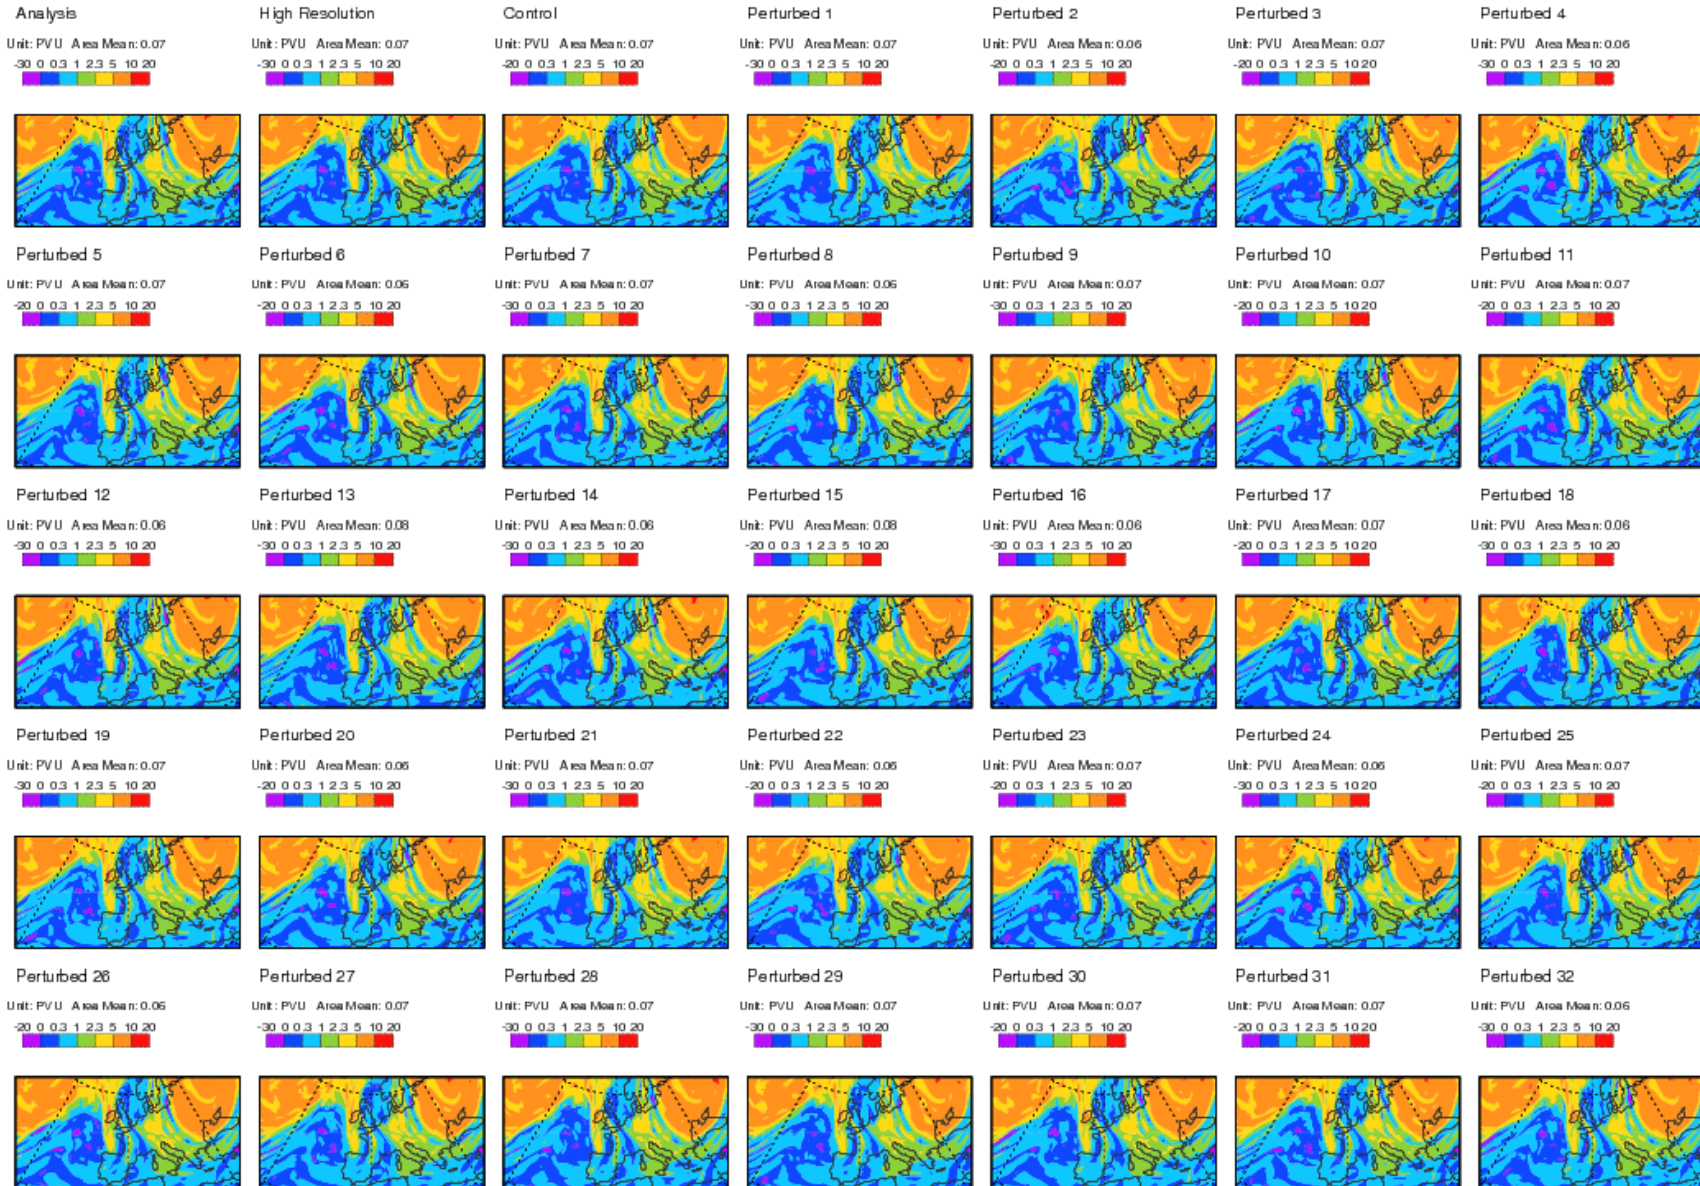 Analysis High Resolution Control Perturbed 1 Perturbed 2 Perturbed 3 Perturbed 4
Unit: PVU Area Mean: 0.07 Unit: PVU Area Mean: 0.07 Unit: PVU Area Mean: 0.07 Unit: PVU Area Mean: 0.07 Unit: PVU Area Mean: 0.06 Unit: PVU Area Mean: 0.07 Unit: PVU Area Mean: 0.06
-30 0 0.3 1 2.3 5 10 20 -30 0 0.3 1 2.3 5 10 20 -20 0 0.3 1 2.3 5 10 20 -30 0 0.3 1 2.3 5 10 20 -20 0 0.3 1 2.3 5 10 20 -20 0 0.3 1 2.3 5 10 20 -30 0 0.3 1 2.3 5 10 20
Perturbed 5 Perturbed 6 Perturbed 7 Perturbed 8 Perturbed 9 Perturbed 10 Perturbed 11
Unit: PVU Area Mean: 0.07 Unit: PVU Area Mean: 0.06 Unit: PVU Area Mean: 0.07 Unit: PVU Area Mean: 0.06 Unit: PVU Area Mean: 0.07 Unit: PVU Area Mean: 0.07 Unit: PVU Area Mean: 0.07
-20 0 0.3 1 2.3 5 10 20 -20 0 0.3 1 2.3 5 10 20 -20 0 0.3 1 2.3 5 10 20 -30 0 0.3 1 2.3 5 10 20 -30 0 0.3 1 2.3 5 10 20 -20 0 0.3 1 2.3 5 10 20 -20 0 0.3 1 2.3 5 10 20
Perturbed 12 Perturbed 13 Perturbed 14 Perturbed 15 Perturbed 16 Perturbed 17 Perturbed 18
Unit: PVU Area Mean: 0.06 Unit: PVU Area Mean: 0.08 Unit: PVU Area Mean: 0.06 Unit: PVU Area Mean: 0.08 Unit: PVU Area Mean: 0.06 Unit: PVU Area Mean: 0.07 Unit: PVU Area Mean: 0.06
-30 0 0.3 1 2.3 5 10 20 -30 0 0.3 1 2.3 5 10 20 -30 0 0.3 1 2.3 5 10 20 -20 0 0.3 1 2.3 5 10 20 -30 0 0.3 1 2.3 5 10 20 -20 0 0.3 1 2.3 5 10 20 -30 0 0.3 1 2.3 5 10 20
Perturbed 19 Perturbed 20 Perturbed 21 Perturbed 22 Perturbed 23 Perturbed 24 Perturbed 25
Unit: PVU Area Mean: 0.07 Unit: PVU Area Mean: 0.06 Unit: PVU Area Mean: 0.07 Unit: PVU Area Mean: 0.06 Unit: PVU Area Mean: 0.07 Unit: PVU Area Mean: 0.06 Unit: PVU Area Mean: 0.07
-30 0 0.3 1 2.3 5 10 20 -20 0 0.3 1 2.3 5 10 20 -30 0 0.3 1 2.3 5 10 20 -20 0 0.3 1 2.3 5 10 20 -20 0 0.3 1 2.3 5 10 20 -30 0 0.3 1 2.3 5 10 20 -20 0 0.3 1 2.3 5 10 20
Perturbed 26 Perturbed 27 Perturbed 28 Perturbed 29 Perturbed 30 Perturbed 31 Perturbed 32
Unit: PVU Area Mean: 0.06 Unit: PVU Area Mean: 0.07 Unit: PVU Area Mean: 0.07 Unit: PVU Area Mean: 0.07 Unit: PVU Area Mean: 0.07 Unit: PVU Area Mean: 0.07 Unit: PVU Area Mean: 0.06
-20 0 0.3 1 2.3 5 10 20 -30 0 0.3 1 2.3 5 10 20 -30 0 0.3 1 2.3 5 10 20 -30 0 0.3 1 2.3 5 10 20 -30 0 0.3 1 2.3 5 10 20 -20 0 0.3 1 2.3 5 10 20 -30 0 0.3 1 2.3 5 10 20